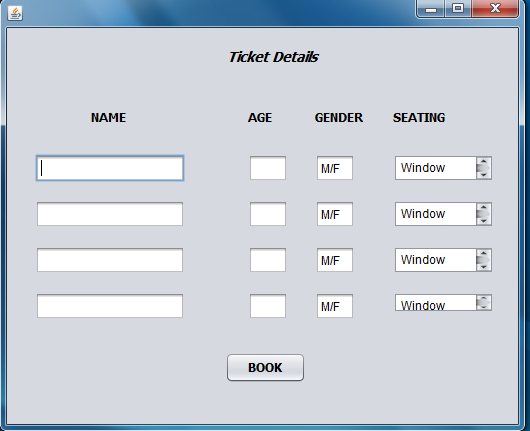 Ticket Details
NAME AGE GENDER SEATING
M/F Window
M/F Window
M/F Window
M/F Window
BOOK